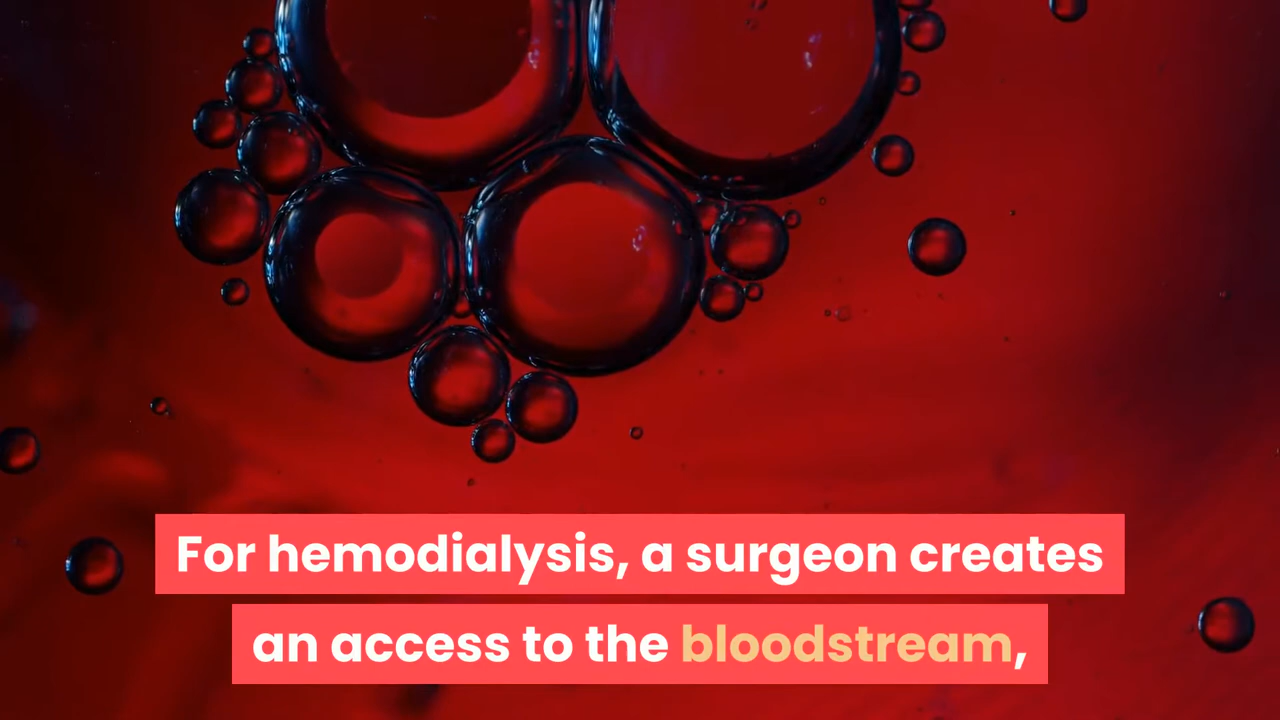 For hemodialysis, a surgeon creates
an access to the bloodstream,